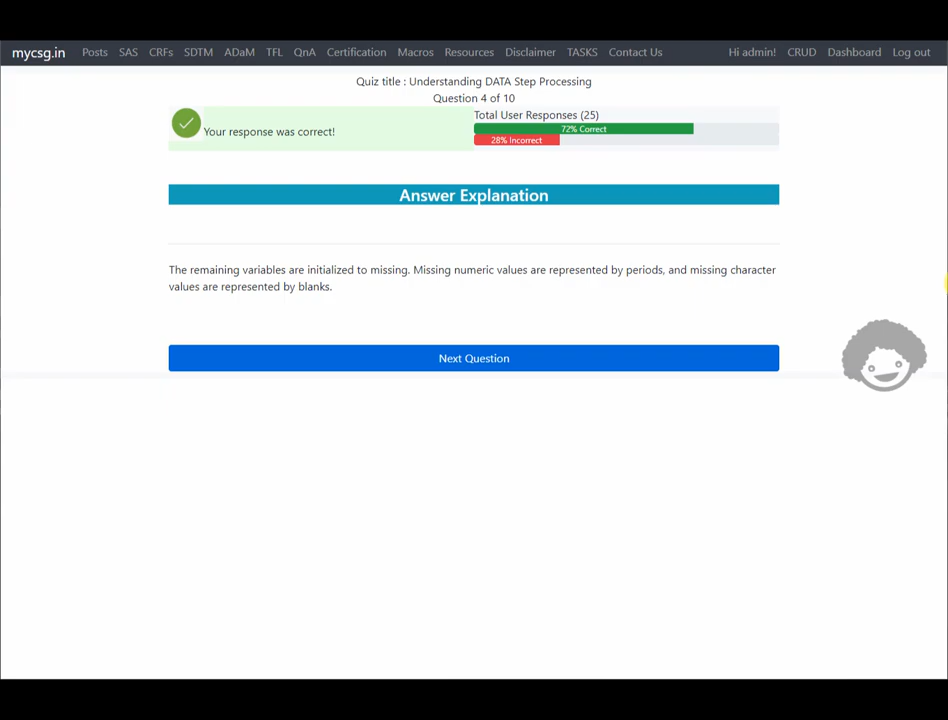 mycsg.in Posts SAS CRFs SDTM ADaM TFL QnA Certification Macros Resources Disclaimer TASKS Contact Us Hi admin! CRUD Dashboard Log out
Quiz title : Understanding DATA Step Processing
Question 4 of 10
Your response was correct!
Total User Responses (25)
72% Correct
28% Incorrect
Answer Explanation
The remaining variables are initialized to missing. Missing numeric values are represented by periods, and missing character
values are represented by blanks.
Next Question